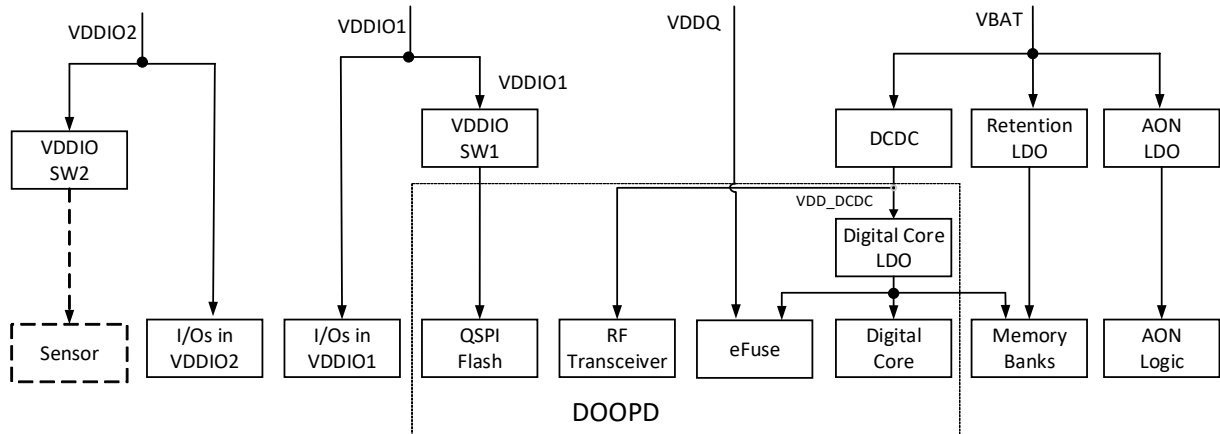 VDDIO2
VDDIO1
VDDQ
VBAT
VDDIO1
VDDIO
SW2
VDDIO
SW1
DCDC
Retention
LDO
AON
LDO
VDD_DCDC
Digital Core
LDO
Sensor
I/Os in
VDDIO2
I/Os in
VDDIO1
QSPI
Flash
RF
Transceiver
eFuse
Digital
Core
Memory
Banks
AON
Logic
DOOPD